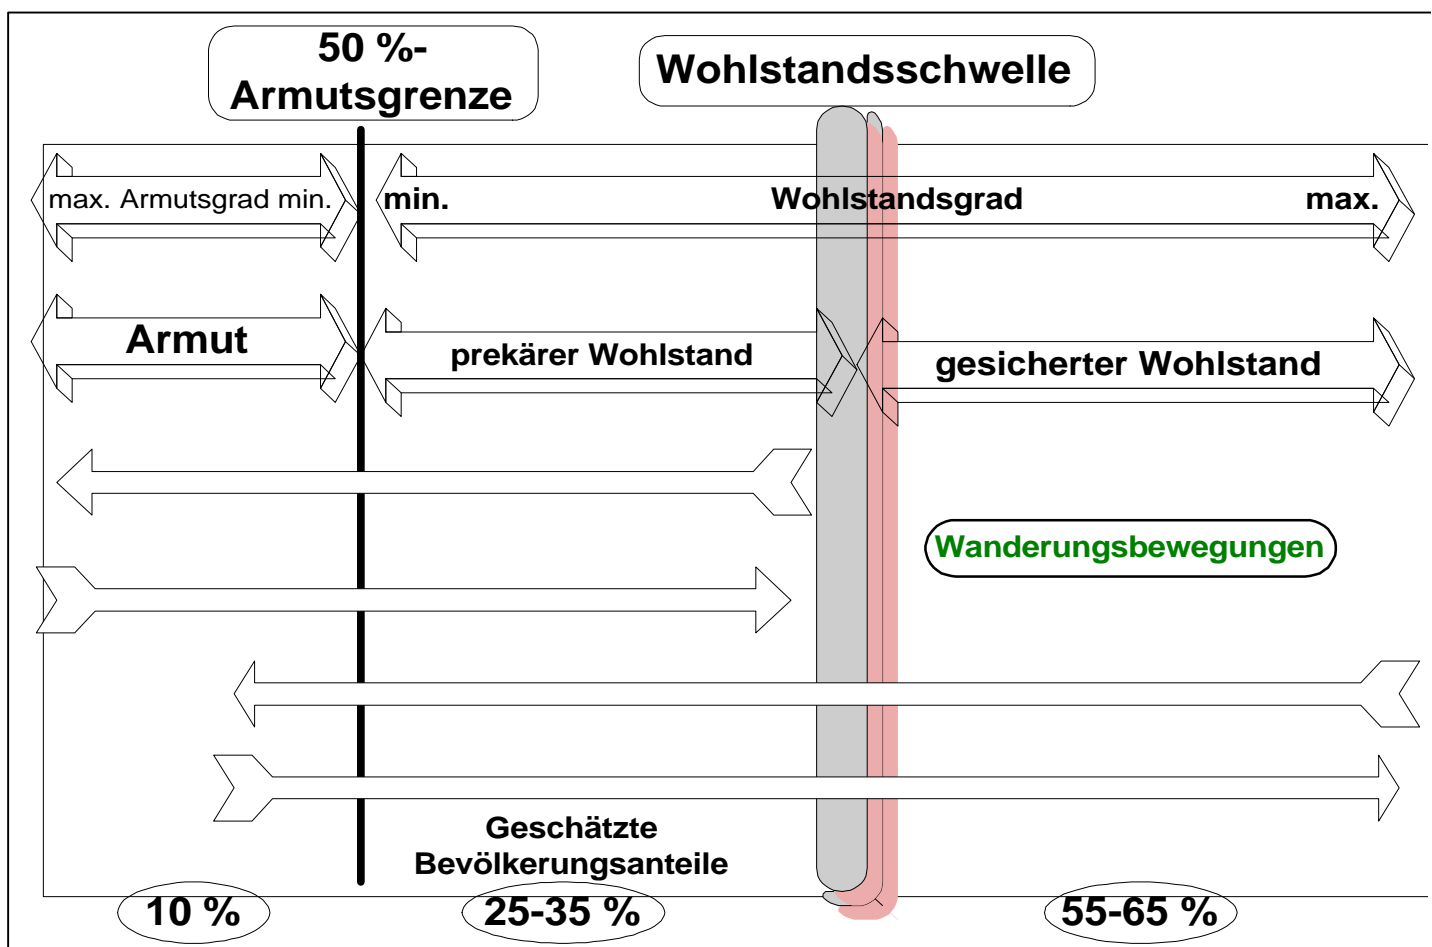 50 %-
Armutsgrenze
Wohlstandsschwelle
max. Armutsgrad min.
min. Wohlstandsgrad max.
Armut
prekärer Wohlstand
gesicherter Wohlstand
Wanderungsbewegungen
Geschätzte
Bevölkerungsanteile
10 % 25-35 % 55-65 %